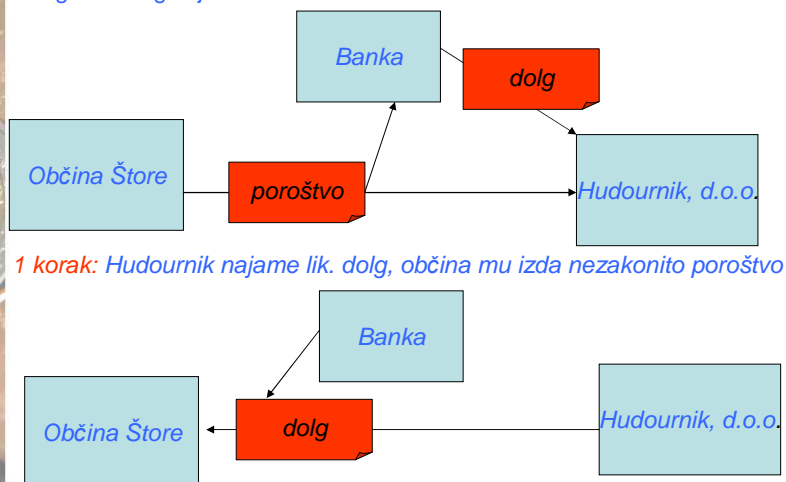 Banka
dolg
Občina Štore
poroštvo
Hudournik, d.o.o.
1 korak: Hudournik najame lik. dolg, občina mu izda nezakonito poroštvo
Banka
Občina Štore
dolg
Hudournik, d.o.o.